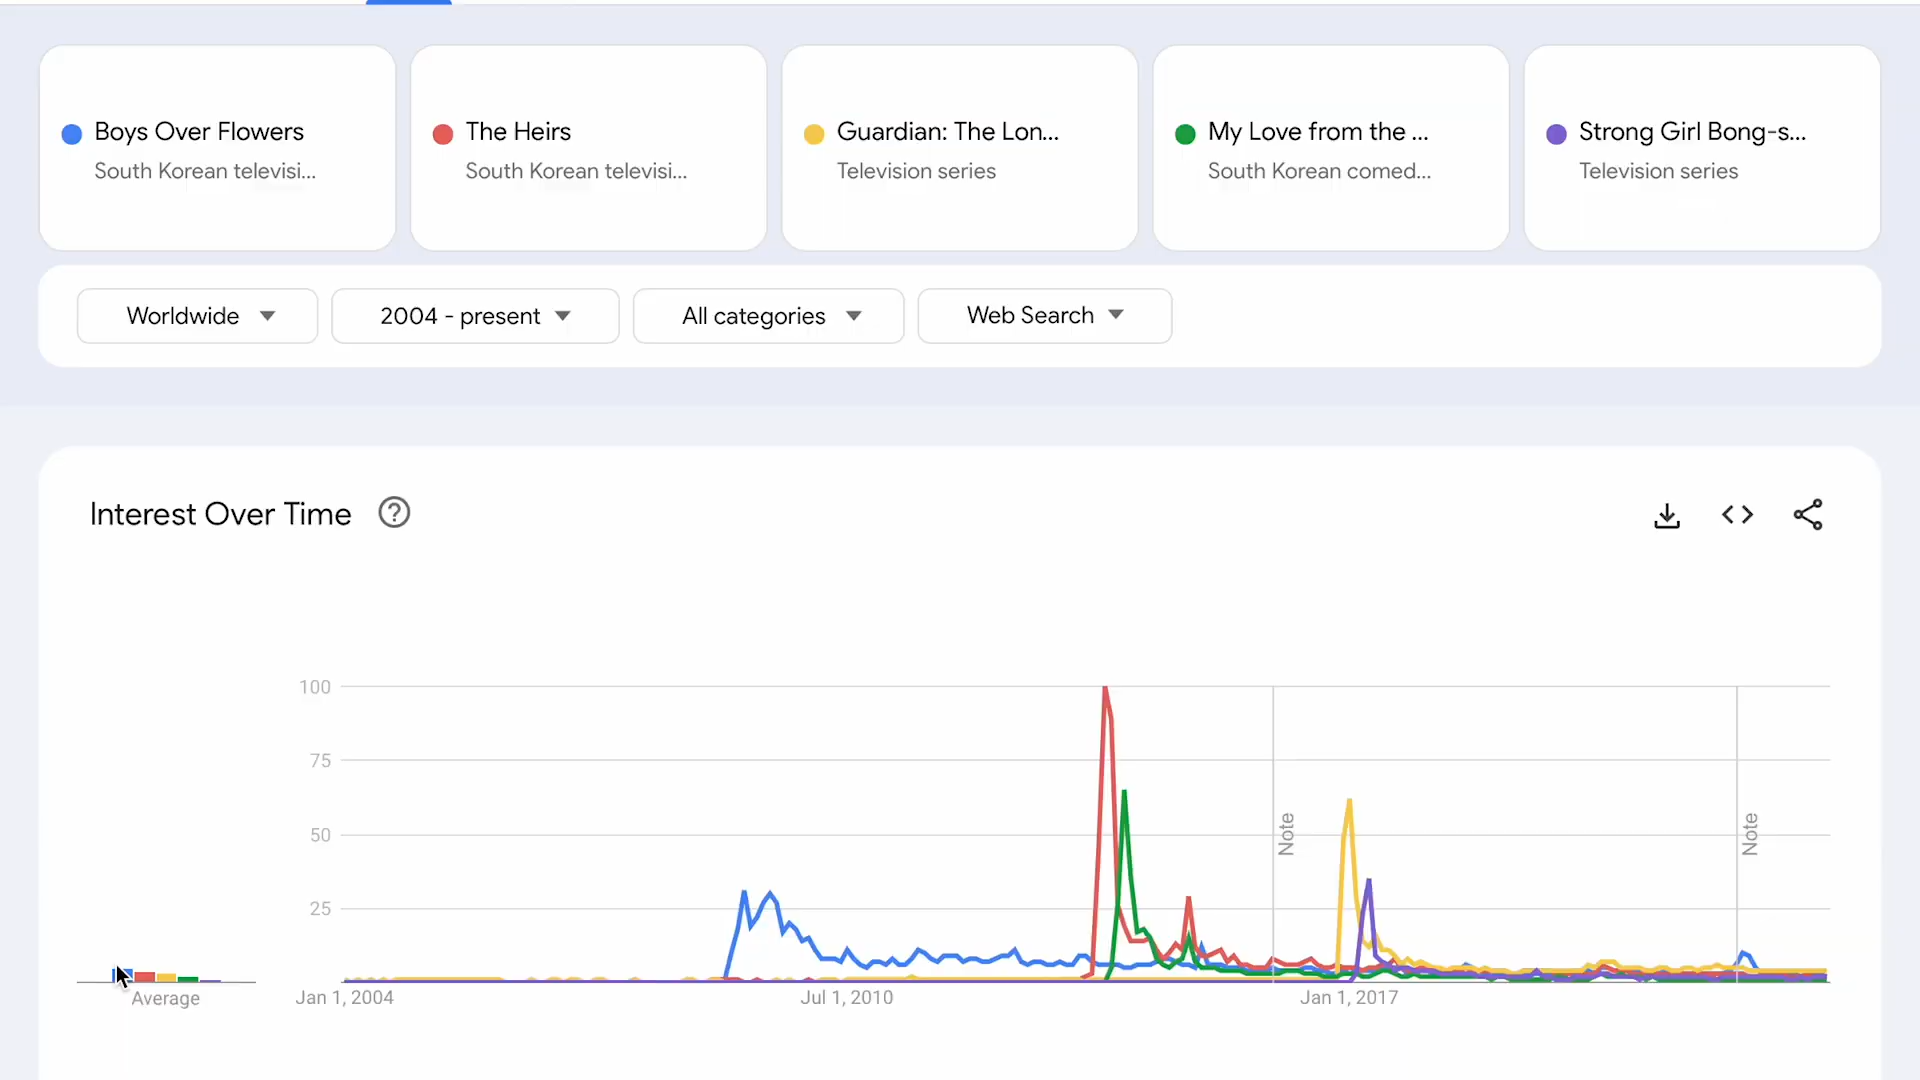 Boys Over Flowers
South Korean televisi...
The Heirs
South Korean televisi...
Guardian: The Lon...
Television series
My Love from the ...
South Korean comed...
Strong Girl Bong-s...
Television series
Worldwide
2004 - present
All categories
Web Search
Interest Over Time
100
75
50
25
Note
Note
Average
Jan 1, 2004
Jul 1, 2010
Jan 1, 2017